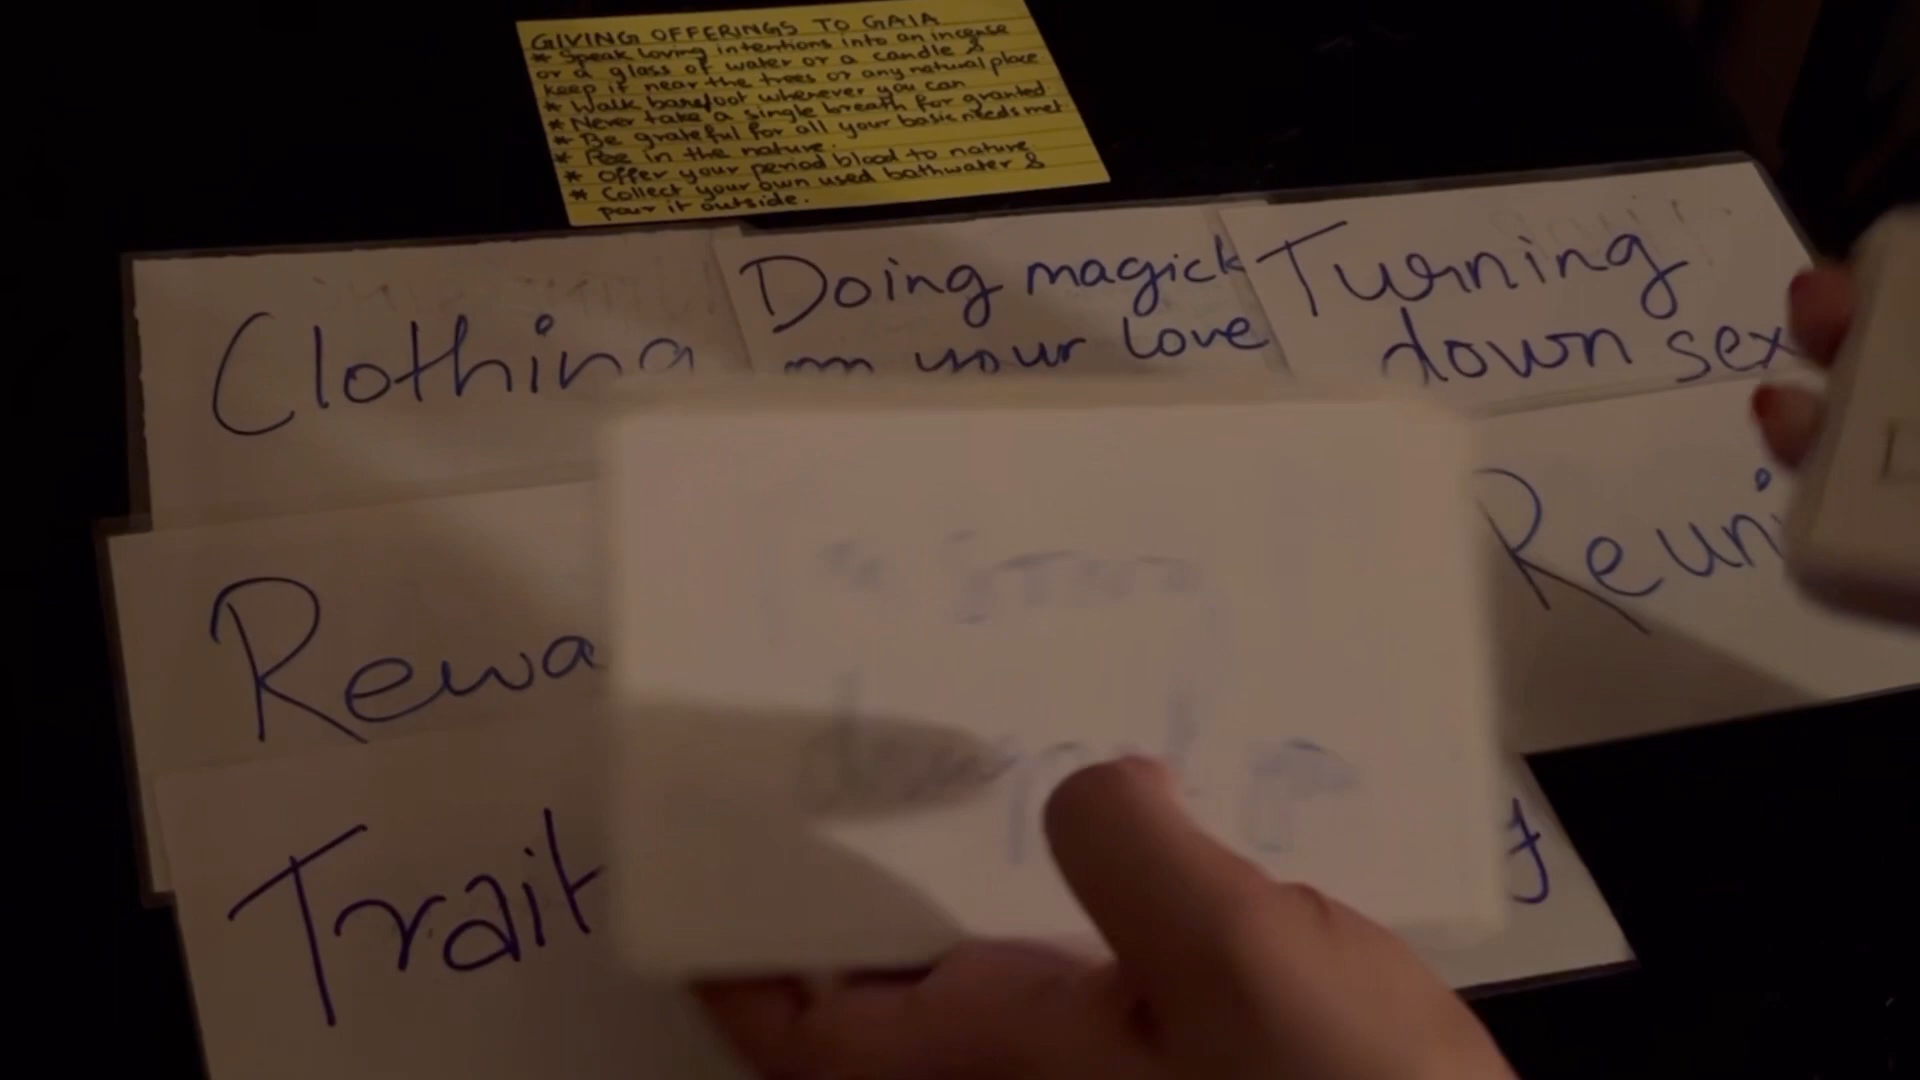 GIVING OFFERINGS TO GAIA
* Speak loving intentions into an incense
or a glass of water or a candle &
keep it near the trees or any natural place.
* Walk barefoot wherever you can
* Never take a single breath for granted.
* Be grateful for all your basic needs met.
* Pee in the nature.
* Offer your period blood to nature
* Collect your own used bathwater &
pour it outside.
Clothing
Doing magick
on your love
Turning
down sex
Rewa
Reuni
Trait